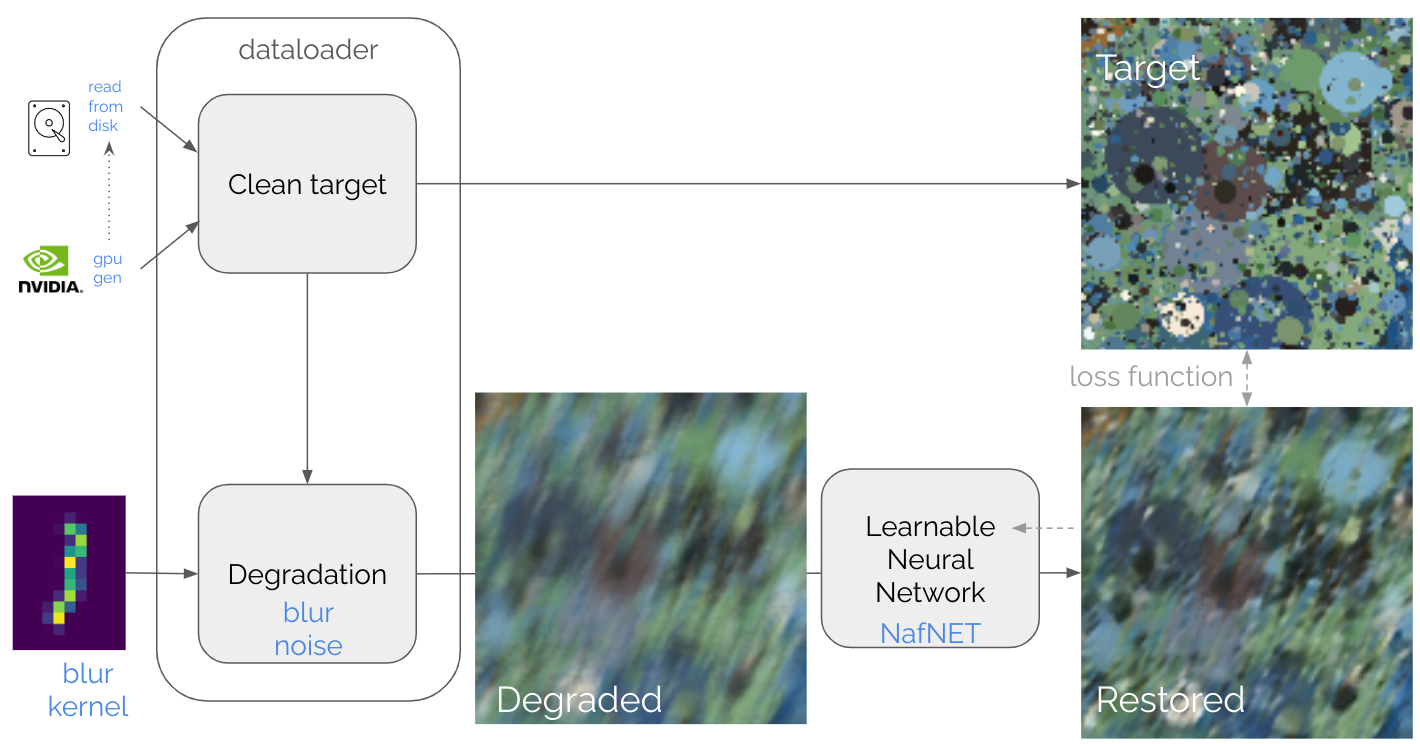 dataloader
read
from
disk
Clean target
gpu
gen
NVIDIA.
Target
loss function
Degradation
blur
noise
blur
kernel
Degraded
Learnable
Neural
Network
NafNET
Restored